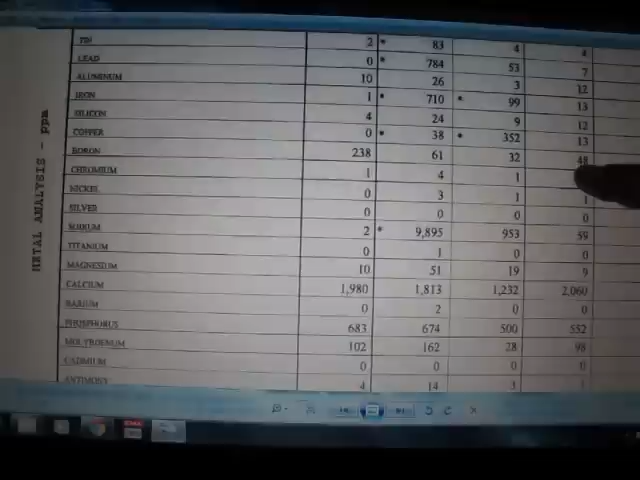 METAL ANALYSIS - ppm
TIN 2 * 83 4 4
LEAD 0 * 784 53 7
ALUMINUM 10 26 3 12
IRON 1 * 710 * 99 13
SILICON 4 24 9 12
COPPER 0 * 38 * 352 13
BORON 238 61 32 48
CHROMIUM 1 4 1
NICKEL 0 3 1 1
SILVER 0 0 0 0
SODIUM 2 * 9,895 953 59
TITANIUM 0 1 0 0
MAGNESIUM 10 51 19 9
CALCIUM 1,980 1,813 1,232 2,060
BARIUM 0 2 0 0
PHOSPHORUS 683 674 500 552
MOLYBDENUM 102 162 28 98
CADMIUM 0 0 0 0
ANTIMONY 4 14 3